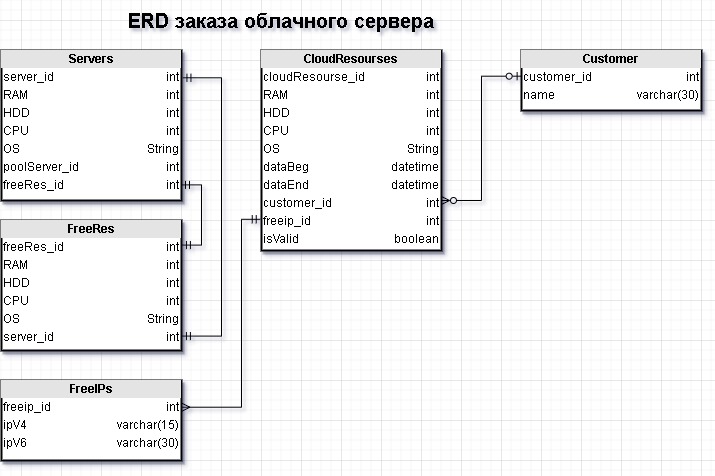 ERD заказа облачного сервера
Servers
server_id int
RAM int
HDD int
CPU int
OS String
poolServer_id int
freeRes_id int
FreeRes
freeRes_id int
RAM int
HDD int
CPU int
OS String
server_id int
FreeIPs
freeip_id int
ipV4 varchar(15)
ipV6 varchar(30)
CloudResourses
cloudResourse_id int
RAM int
HDD int
CPU int
OS String
dataBeg datetime
dataEnd datetime
customer_id int
freeip_id int
isValid boolean
Customer
customer_id int
name varchar(30)